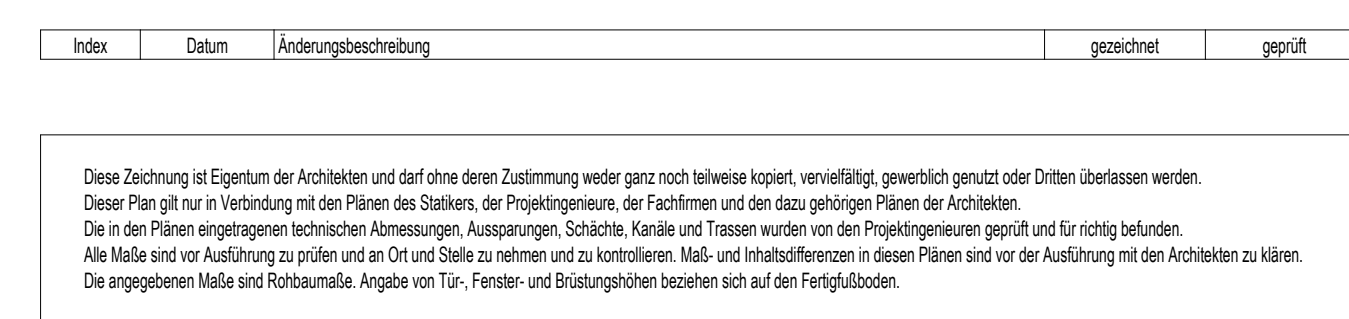 Index Datum Änderungsbeschreibung gezeichnet geprüft
Diese Zeichnung ist Eigentum der Architekten und darf ohne deren Zustimmung weder ganz noch teilweise kopiert, vervielfältigt, gewerblich genutzt oder Dritten überlassen werden.
Dieser Plan gilt nur in Verbindung mit den Plänen des Statikers, der Projektingenieure, der Fachfirmen und den dazu gehörigen Plänen der Architekten.
Die in den Plänen eingetragenen technischen Abmessungen, Aussparungen, Schächte, Kanäle und Trassen wurden von den Projektingenieuren geprüft und für richtig befunden.
Alle Maße sind vor Ausführung zu prüfen und an Ort und Stelle zu nehmen und zu kontrollieren. Maß- und Inhaltsdifferenzen in diesen Plänen sind vor der Ausführung mit den Architekten zu klären.
Die angegebenen Maße sind Rohbaumaße. Angabe von Tür-, Fenster- und Brüstungshöhen beziehen sich auf den Fertigfußboden.